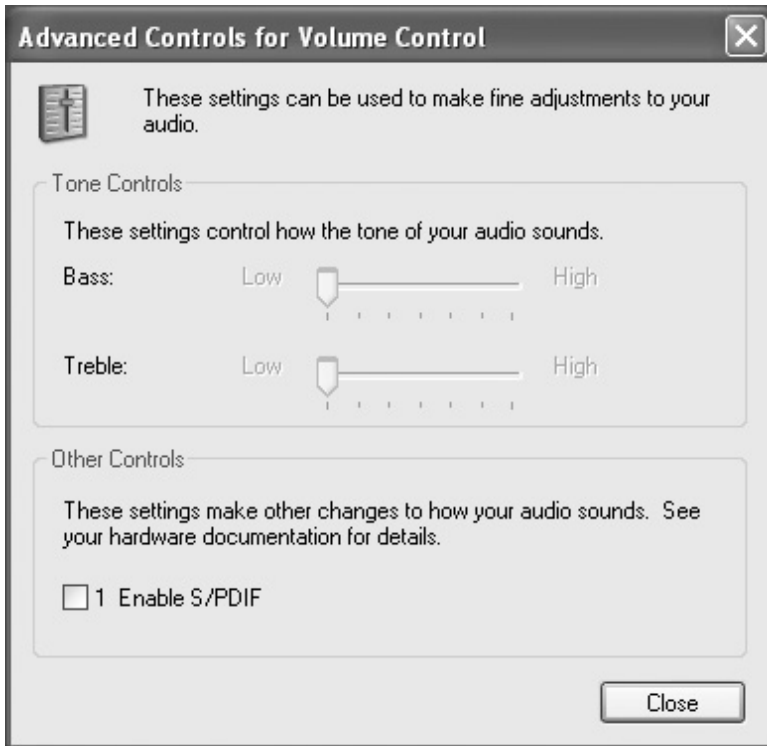 Advanced Controls for Volume Control
These settings can be used to make fine adjustments to your
audio.
Tone Controls
These settings control how the tone of your audio sounds.
Bass: Low High
Treble: Low High
Other Controls
These settings make other changes to how your audio sounds. See
your hardware documentation for details.
1 Enable S/PDIF
Close